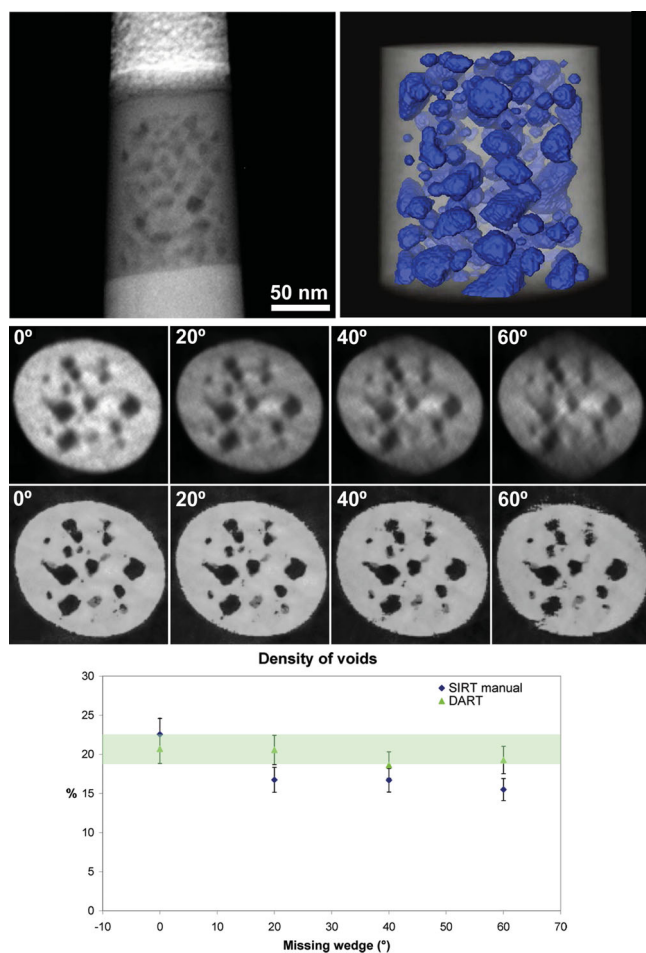 50 nm
0º 20º 40º 60º
0º 20º 40º 60º
Density of voids
30
25
20
15
10
5
0
%
SIRT manual
DART
-10 0 10 20 30 40 50 60 70
Missing wedge (°)